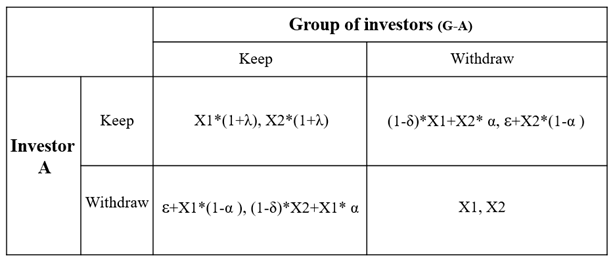 Group of investors (G-A)
Keep Withdraw
Investor A
Keep X1*(1+λ), X2*(1+λ) (1-δ)*X1+X2* α, ε+X2*(1-α )
Withdraw ε+X1*(1-α ), (1-δ)*X2+X1* α X1, X2